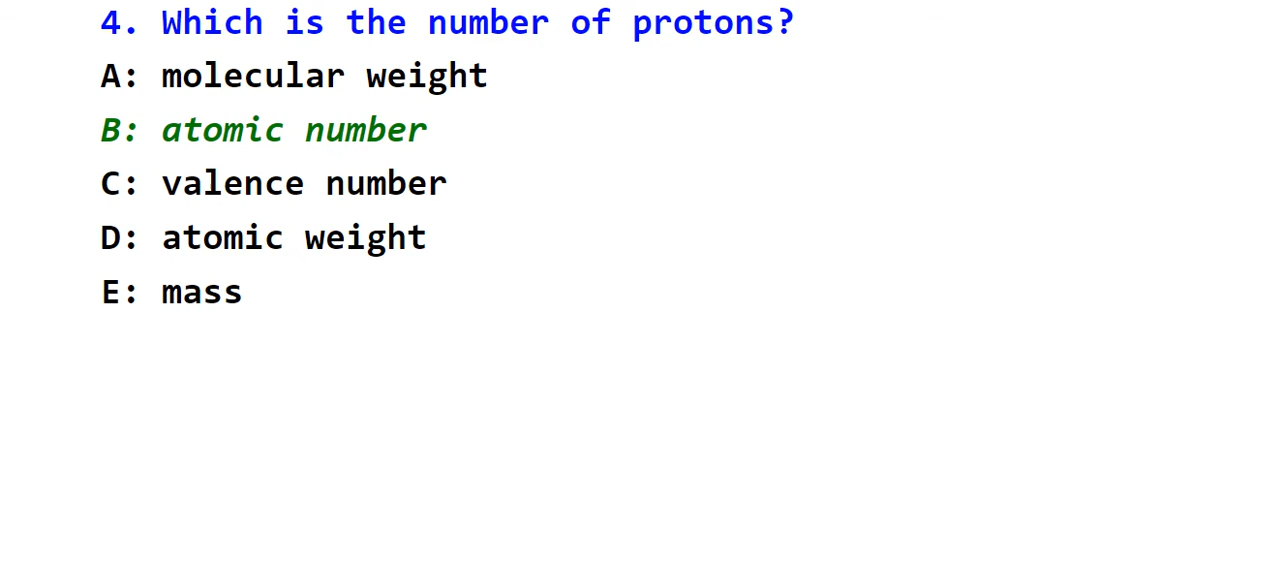 4. Which is the number of protons?
A: molecular weight
B: atomic number
C: valence number
D: atomic weight
E: mass